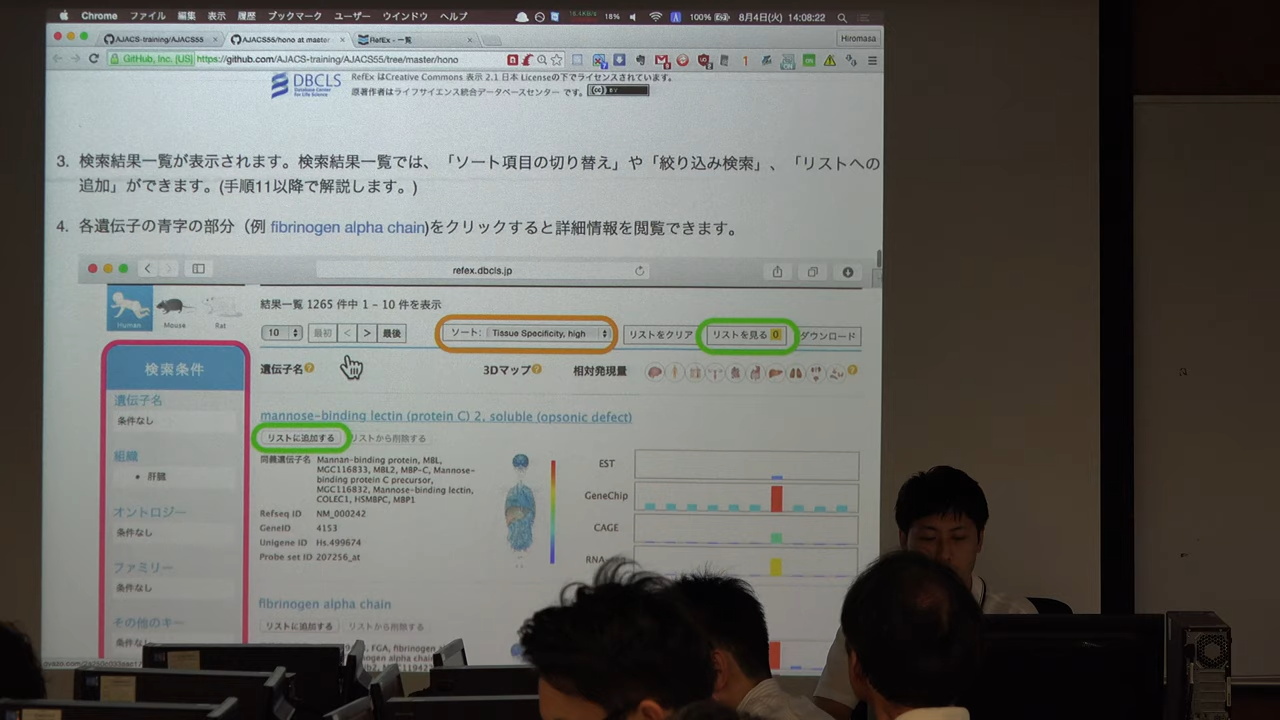 Chrome ファイル 編集 表示 履歴 ブックマーク ユーザー ウインドウ ヘルプ 18% 100% 8月4日(火) 14:08:22
AJACS-training/AJACS55 AJACS55/hono at master RefEx - 一覧 Hiromasa
GitHub, Inc. [US] https://github.com/AJACS-training/AJACS55/tree/master/hono
DBCLS
Database Center
for Life Science
RefEx はCreative Commons 表示 2.1 日本 Licenseの下でライセンスされています。
原著作者はライフサイエンス統合データベースセンター です。
3. 検索結果一覧が表示されます。検索結果一覧では、「ソート項目の切り替え」や「絞り込み検索」、「リストへの
追加」ができます。(手順11以降で解説します。)
4. 各遺伝子の青字の部分（例 fibrinogen alpha chain)をクリックすると詳細情報を閲覧できます。
refex.dbcls.jp
Human Mouse Rat
結果一覧 1265 件中 1 - 10 件を表示
10 最初 < > 最後 ソート: Tissue Specificity, high リストをクリア リストを見る 0 ダウンロード
検索条件
遺伝子名
条件なし
組織
• 肝臓
オントロジー
条件なし
ファミリー
条件なし
その他のキー
条件なし
遺伝子名 3Dマップ 相対発現量
mannose-binding lectin (protein C) 2, soluble (opsonic defect)
リストに追加する リストから削除する
同義遺伝子名 Mannan-binding protein, MBL,
MGC116833, MBL2, MBP-C, Mannose-
binding protein C precursor,
MGC116832, Mannose-binding lectin,
COLEC1, HSMBPC, MBP1
Refseq ID NM_000242
GeneID 4153
Unigene ID Hs.499674
Probe set ID 207256_at
EST
GeneChip
CAGE
fibrinogen alpha chain
リストに追加する リストから削除する
FGA, fibrinogen